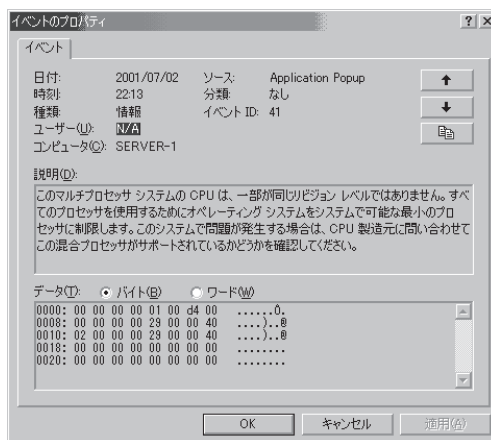 イベントのプロパティ
イベント
日付: 2001/07/02 ソース: Application Popup
時刻: 22:13 分類: なし
種類: 情報 イベント ID: 41
ユーザー(U): N/A
コンピュータ(C): SERVER-1
説明(D):
このマルチプロセッサ システムの CPU は、一部が同じリビジョン レベルではありません。すべ
てのプロセッサを使用するためにオペレーティング システムをシステムで可能な最小のプロ
セッサに制限します。このシステムで問題が発生する場合は、CPU 製造元に問い合わせて
この混合プロセッサがサポートされているかどうかを確認してください。
データ(T): バイト(B) ワード(W)
0000: 00 00 00 00 01 00 d4 00 ......Ô.
0008: 00 00 00 00 29 00 00 40 ....)..@
0010: 02 00 00 00 29 00 00 40 ....)..@
0018: 00 00 00 00 00 00 00 00 ........
0020: 00 00 00 00 00 00 00 00 ........
OK キャンセル 適用(A)